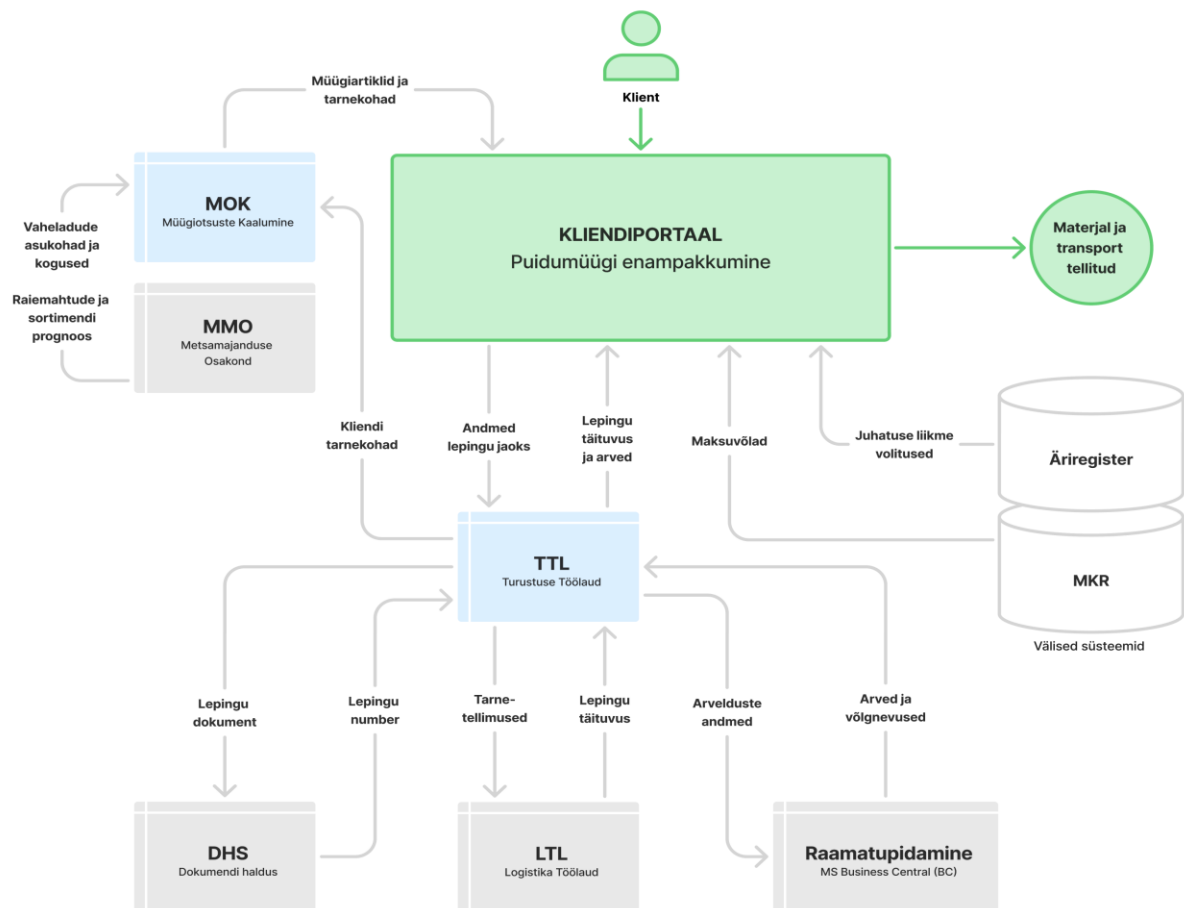 Klient
Müügiartiklid ja
tarnekohad
MOK
Müügiotsuste Kaalumine
Vaheladude
asukohad ja
kogused
Raiemahtude ja
sortimendi
prognoos
MMO
Metsamajanduse
Osakond
KLIENDIPORTAAL
Puidumüügi enampakkumine
Materjal ja
transport
tellitud
Kliendi
tarnekohad
Andmed
lepingu jaoks
Lepingu
täituvus
ja arved
Maksuvõlad
Juhatuse liikme
volitused
Äriregister
MKR
Välised süsteemid
TTL
Turustuse Töölaud
Lepingu
dokument
Lepingu
number
Tarne-
tellimused
Lepingu
täituvus
Arvelduste
andmed
Arved ja
võlgnevused
DHS
Dokumendi haldus
LTL
Logistika Töölaud
Raamatupidamine
MS Business Central (BC)